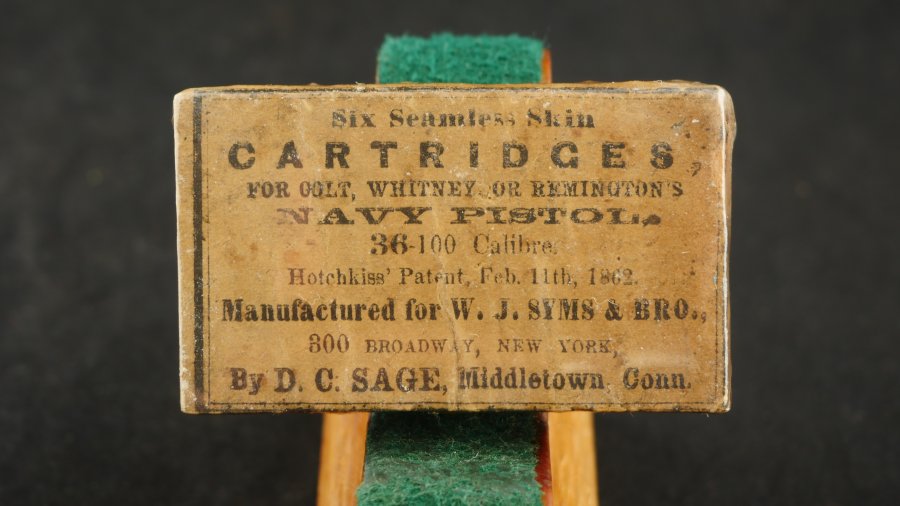 Six Seamless Skin
CARTRIDGES
FOR COLT, WHITNEY, OR REMINGTON'S
NAVY PISTOL,
36-100 Calibre.
Hotchkiss' Patent, Feb. 11th, 1862.
Manufactured for W. J. SYMS & BRO.,
300 BROADWAY, NEW YORK,
By D. C. SAGE, Middletown, Conn.